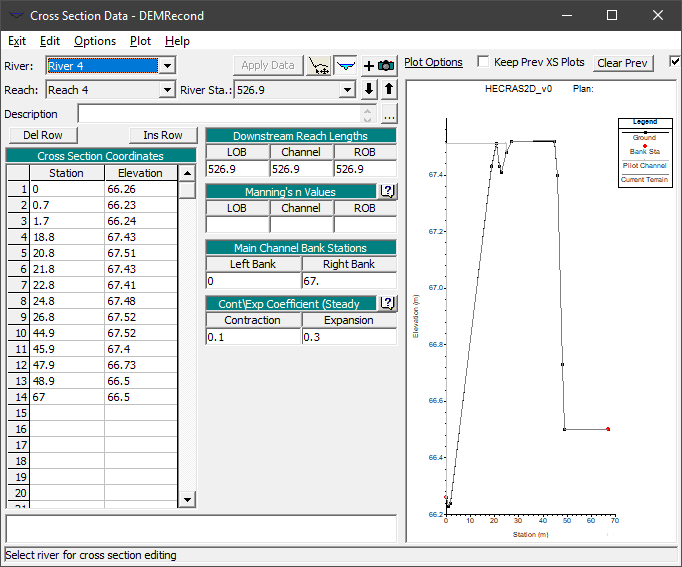 Cross Section Data - DEMRecond
Exit Edit Options Plot Help
River: River 4 Apply Data
Plot Options Keep Prev XS Plots Clear Prev
Reach: Reach 4 River Sta.: 526.9
Description ...
Del Row Ins Row
Cross Section Coordinates
Station Elevation
1 0 66.26
2 0.7 66.23
3 1.7 66.24
4 18.8 67.43
5 20.8 67.51
6 21.8 67.43
7 22.8 67.41
8 24.8 67.48
9 26.8 67.52
10 44.9 67.52
11 45.9 67.4
12 47.9 66.73
13 48.9 66.5
14 67 66.5
15
16
17
18
19
20
21
Downstream Reach Lengths
LOB Channel ROB
526.9 526.9 526.9
Manning's n Values ?
LOB Channel ROB
Main Channel Bank Stations
Left Bank Right Bank
0 67.
Cont\Exp Coefficient (Steady ?
Contraction Expansion
0.1 0.3
HECRAS2D_v0 Plan:
Legend
Ground
Bank Sta
Pilot Channel
Current Terrain
67.4
67.2
67.0
66.8
66.6
66.4
66.2
Elevation (m)
0 10 20 30 40 50 60 70
Station (m)
Select river for cross section editing